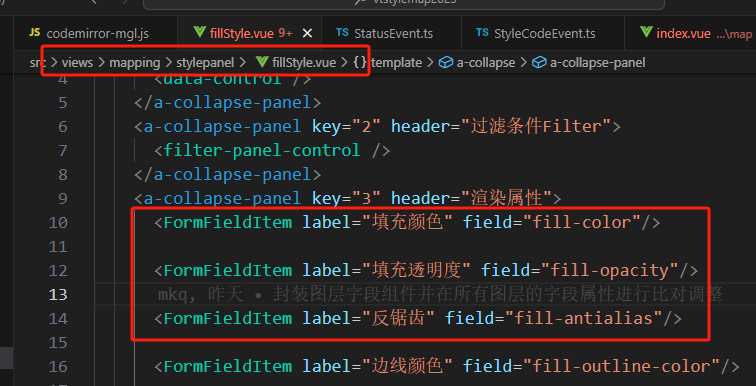 vtstylemap2023
codemirror-mgl.js fillStyle.vue 9+ × StatusEvent.ts StyleCodeEvent.ts index.vue ...\map
src > views > mapping > stylepanel > fillStyle.vue > {} template > a-collapse > a-collapse-panel
4 <data-control />
5 </a-collapse-panel>
6 <a-collapse-panel key="2" header="过滤条件Filter">
7 <filter-panel-control />
8 </a-collapse-panel>
9 <a-collapse-panel key="3" header="渲染属性">
10 <FormFieldItem label="填充颜色" field="fill-color"/>
11
12 <FormFieldItem label="填充透明度" field="fill-opacity"/>
13 mkq, 昨天 • 封装图层字段组件并在所有图层的字段属性进行比对调整
14 <FormFieldItem label="反锯齿" field="fill-antialias"/>
15
16 <FormFieldItem label="边线颜色" field="fill-outline-color"/>